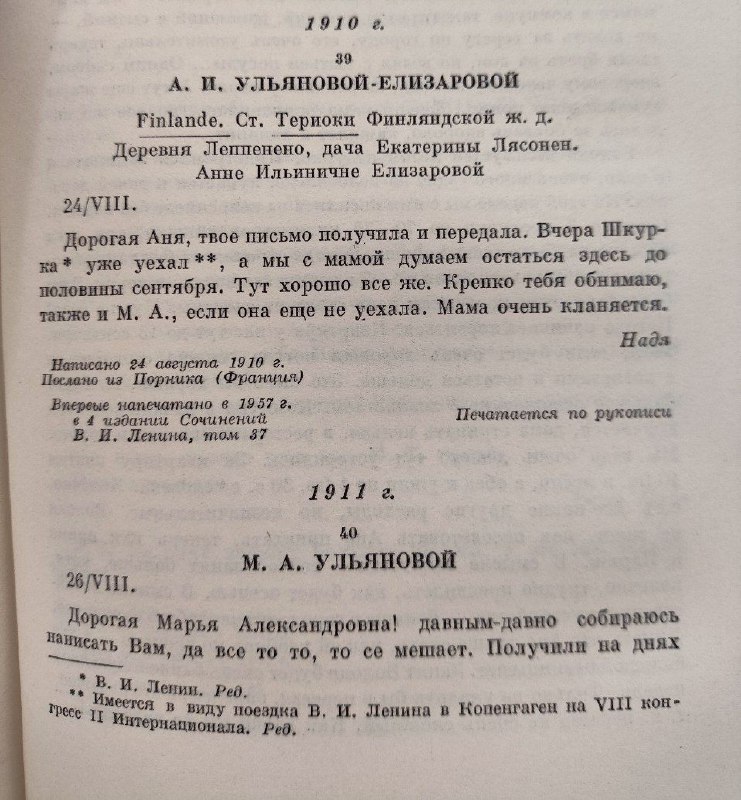 1910 г.
39
А. И. УЛЬЯНОВОЙ-ЕЛИЗАРОВОЙ
Finlande. Ст. Териоки Финляндской ж. д.
Деревня Леппенено, дача Екатерины Лясонен.
Анне Ильиничне Елизаровой
24/VIII.
Дорогая Аня, твое письмо получила и передала. Вчера Шкур-
ка* уже уехал**, а мы с мамой думаем остаться здесь до
половины сентября. Тут хорошо все же. Крепко тебя обнимаю,
также и М. А., если она еще не уехала. Мама очень кланяется.
Надя
Написано 24 августа 1910 г.
Послано из Порника (Франция)
Впервые напечатано в 1957 г.
в 4 издании Сочинений
В. И. Ленина, том 37
Печатается по рукописи
1911 г.
40
М. А. УЛЬЯНОВОЙ
26/VIII.
Дорогая Марья Александровна! давным-давно собираюсь
написать Вам, да все то то, то се мешает. Получили на днях
* В. И. Ленин. Ред.
** Имеется в виду поездка В. И. Ленина в Копенгаген на VIII кон-
гресс II Интернационала. Ред.